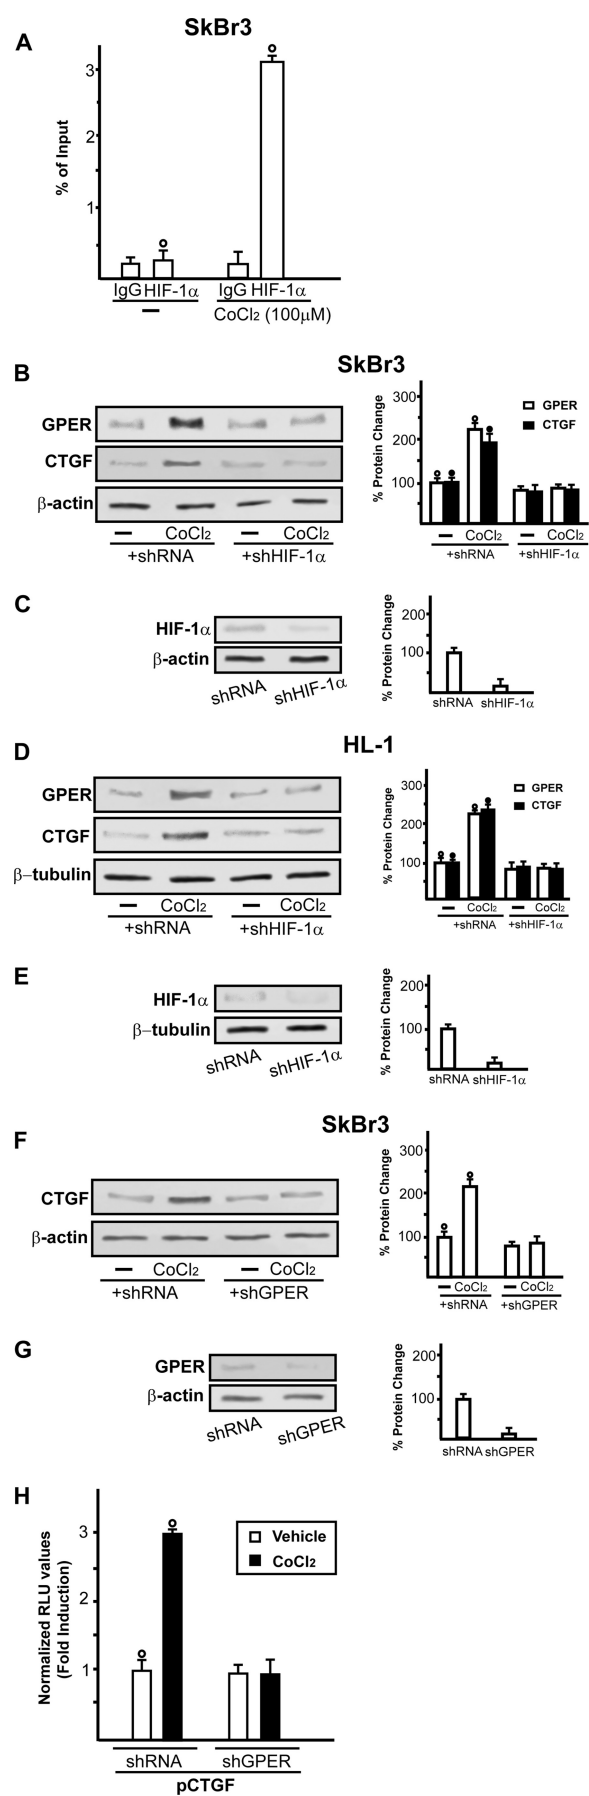 SkBr3
A
% of Input
3
2
1
IgG HIF-1α IgG HIF-1α
– CoCl2 (100μM)
SkBr3
B
GPER
CTGF
β-actin
– CoCl2 – CoCl2
+shRNA +shHIF-1α
% Protein Change
300
200
100
GPER
CTGF
– CoCl2 – CoCl2
+shRNA +shHIF-1α
C
HIF-1α
β-actin
shRNA shHIF-1α
% Protein Change
200
100
shRNA shHIF-1α
HL-1
D
GPER
CTGF
β–tubulin
– CoCl2 – CoCl2
+shRNA +shHIF-1α
% Protein Change
300
200
100
GPER
CTGF
– CoCl2 – CoCl2
+shRNA +shHIF-1α
E
HIF-1α
β–tubulin
shRNA shHIF-1α
% Protein Change
200
100
shRNA shHIF-1α
SkBr3
F
CTGF
β-actin
– CoCl2 – CoCl2
+shRNA +shGPER
% Protein Change
300
200
100
– CoCl2 – CoCl2
+shRNA +shGPER
G
GPER
β-actin
shRNA shGPER
% Protein Change
200
100
shRNA shGPER
H
Normalized RLU values
(Fold Induction)
3
2
1
Vehicle
CoCl2
shRNA shGPER
pCTGF